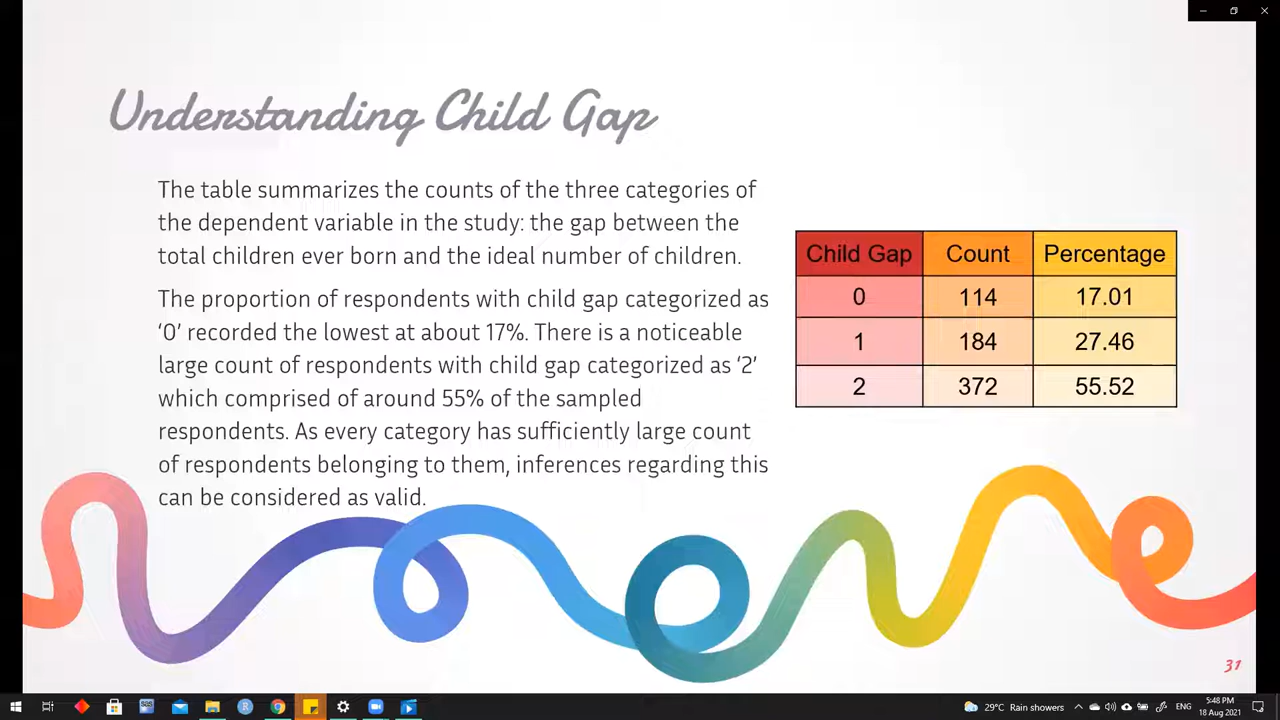 Understanding Child Gap
The table summarizes the counts of the three categories of
the dependent variable in the study: the gap between the
total children ever born and the ideal number of children.
The proportion of respondents with child gap categorized as
‘0’ recorded the lowest at about 17%. There is a noticeable
large count of respondents with child gap categorized as ‘2’
which comprised of around 55% of the sampled
respondents. As every category has sufficiently large count
of respondents belonging to them, inferences regarding this
can be considered as valid.
Child Gap Count Percentage
0 114 17.01
1 184 27.46
2 372 55.52
31
29°C Rain showers ENG 5:48 PM
18 Aug 2021